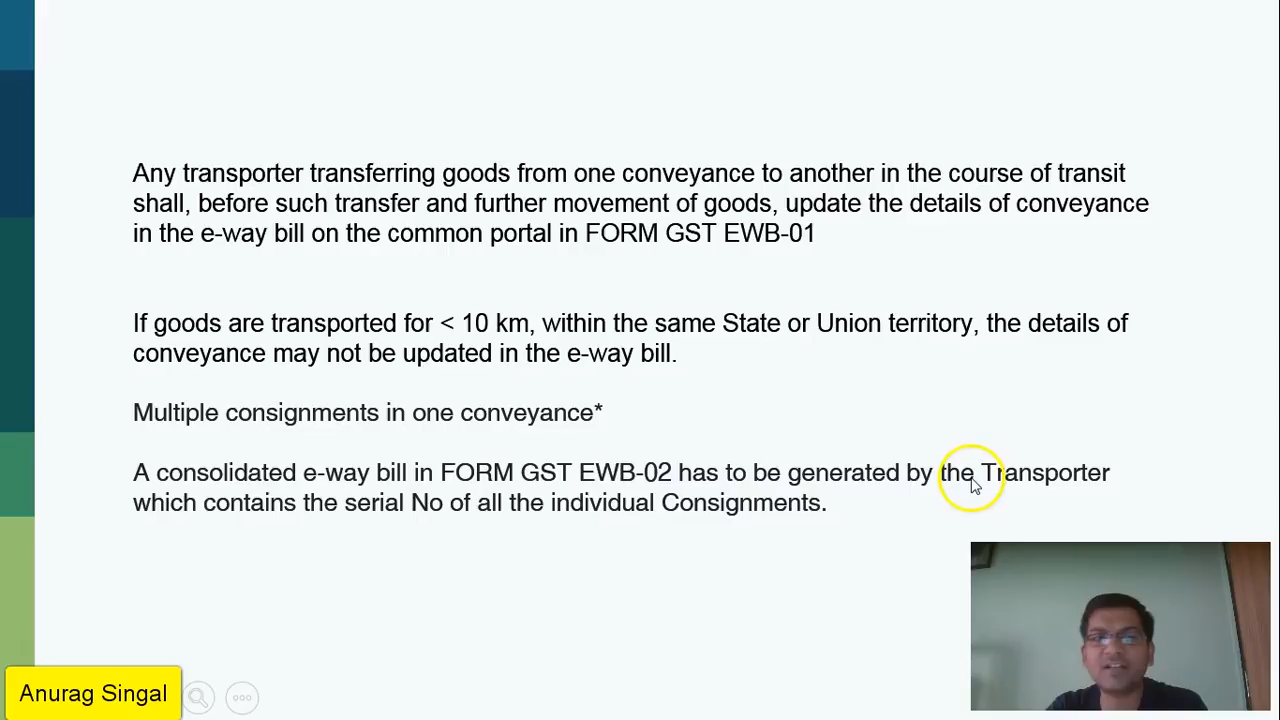 Any transporter transferring goods from one conveyance to another in the course of transit
shall, before such transfer and further movement of goods, update the details of conveyance
in the e-way bill on the common portal in FORM GST EWB-01
If goods are transported for < 10 km, within the same State or Union territory, the details of
conveyance may not be updated in the e-way bill.
Multiple consignments in one conveyance*
A consolidated e-way bill in FORM GST EWB-02 has to be generated by the Transporter
which contains the serial No of all the individual Consignments.
Anurag Singal